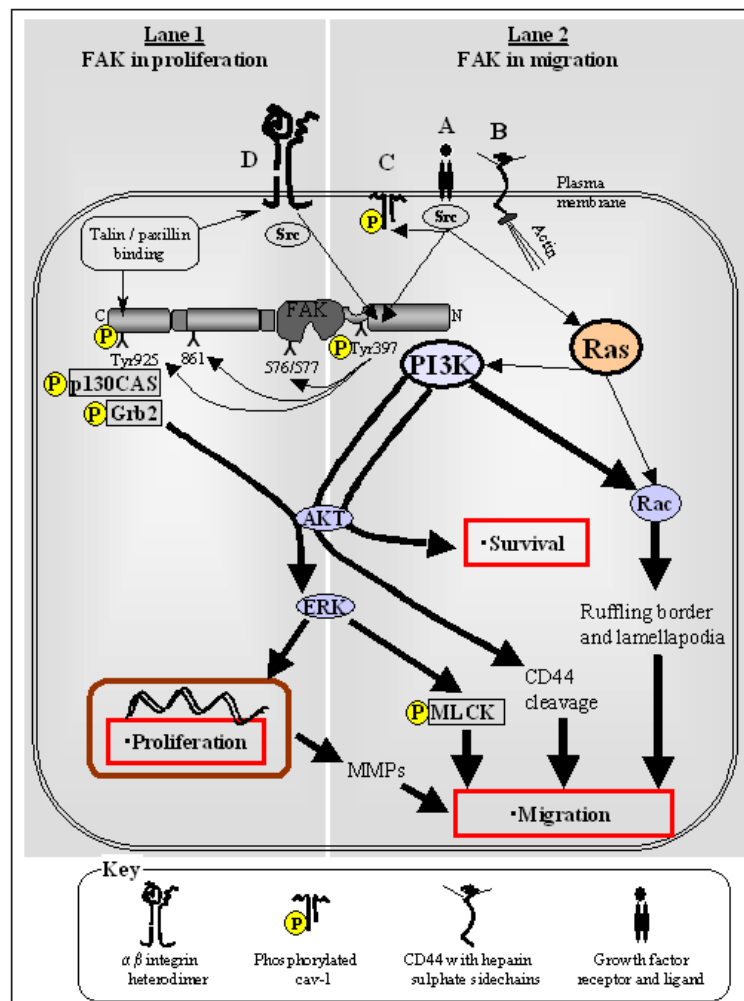 Lane 1
FAK in proliferation
Lane 2
FAK in migration
A
B
C
D
Plasma
membrane
Src
Src
P
Actin
Talin / paxillin
binding
C
FAK
N
P
Tyr925
861
576/577
P
Tyr397
Ras
PI3K
P
p130CAS
P
Grb2
AKT
Rac
·Survival
ERK
Ruffling border
and lamellapodia
CD44
cleavage
P
MLCK
·Proliferation
MMPs
·Migration
Key
P
α β integrin
heterodimer
Phosphorylated
cav-1
CD44 with heparin
sulphate sidechains
Growth factor
receptor and ligand